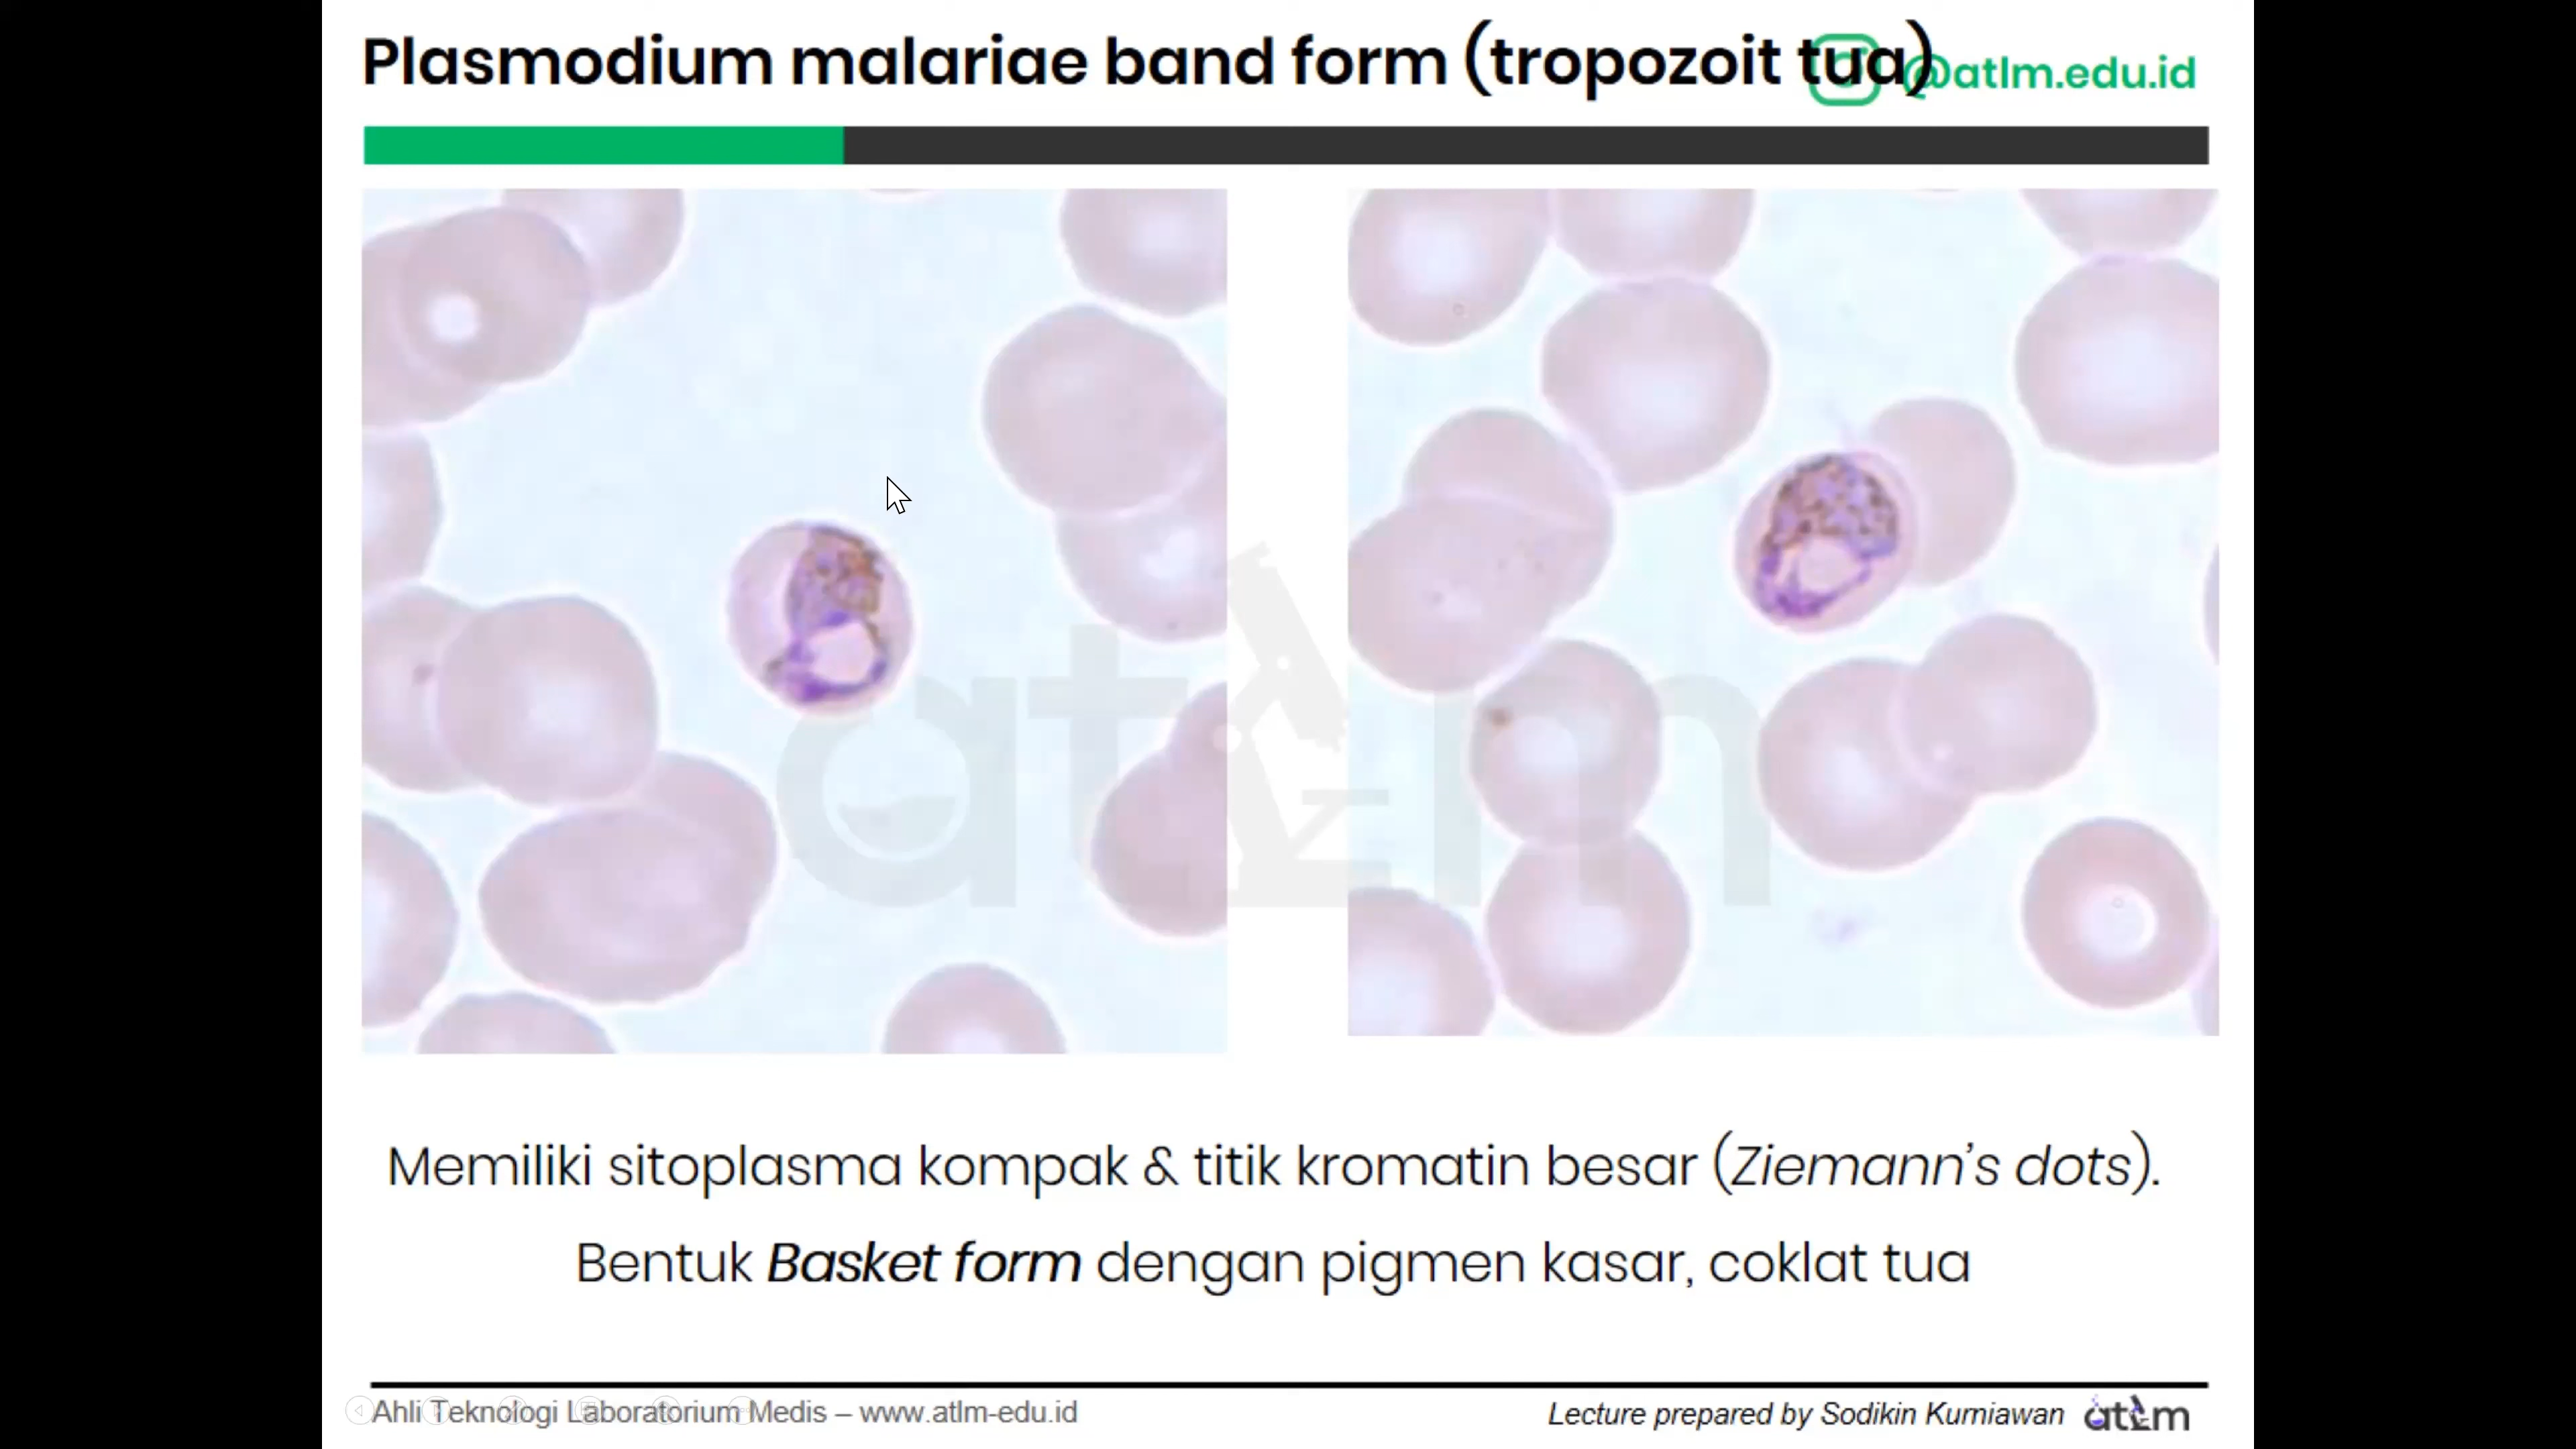 Plasmodium malariae band form (tropozoit tua)
@atlm.edu.id
atlm
Memiliki sitoplasma kompak & titik kromatin besar (Ziemann's dots).
Bentuk Basket form dengan pigmen kasar, coklat tua
Ahli Teknologi Laboratorium Medis – www.atlm-edu.id
Lecture prepared by Sodikin Kurniawan
atlm